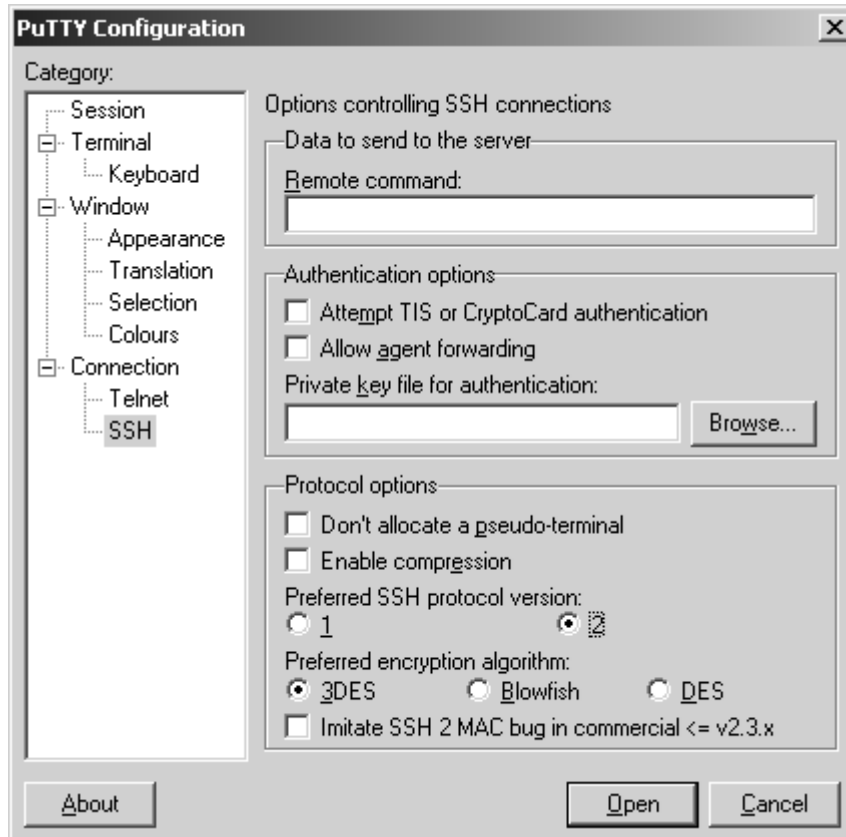 PuTTY Configuration
Category:
Session
Terminal
Keyboard
Window
Appearance
Translation
Selection
Colours
Connection
Telnet
SSH
Options controlling SSH connections
Data to send to the server
Remote command:
Authentication options
Attempt TIS or CryptoCard authentication
Allow agent forwarding
Private key file for authentication:
Browse...
Protocol options
Don't allocate a pseudo-terminal
Enable compression
Preferred SSH protocol version:
1 2
Preferred encryption algorithm:
3DES Blowfish DES
Imitate SSH 2 MAC bug in commercial <= v2.3.x
About Open Cancel